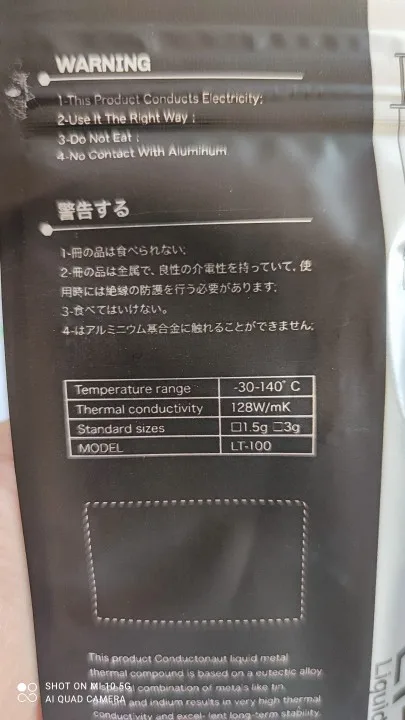 WARNING
1-This Product Conducts Electricity;
2-Use It The Right Way ;
3-Do Not Eat ;
4-No Contact With Aluminum.
警告する
1-冊の品は食べられない;
2-冊の品は全属で、良性の介電性を持っていて、使
用時には絶縁の防護を行う必要があります;
3-食べてはいけない。
4-はアルミニウム基合金に触れることができません;
Temperature range -30-140°C
Thermal conductivity 128W/mK
Standard sizes □1.5g □3g
MODEL LT-100
This product Conductonaut liquid metal
thermal compound is based on a eutectic alloy
combination of metals like tin,
and indium results in very high thermal
conductivity and excel- lent long-term stability.
SHOT ON MI 10 5G
AI QUAD CAMERA
Liquid